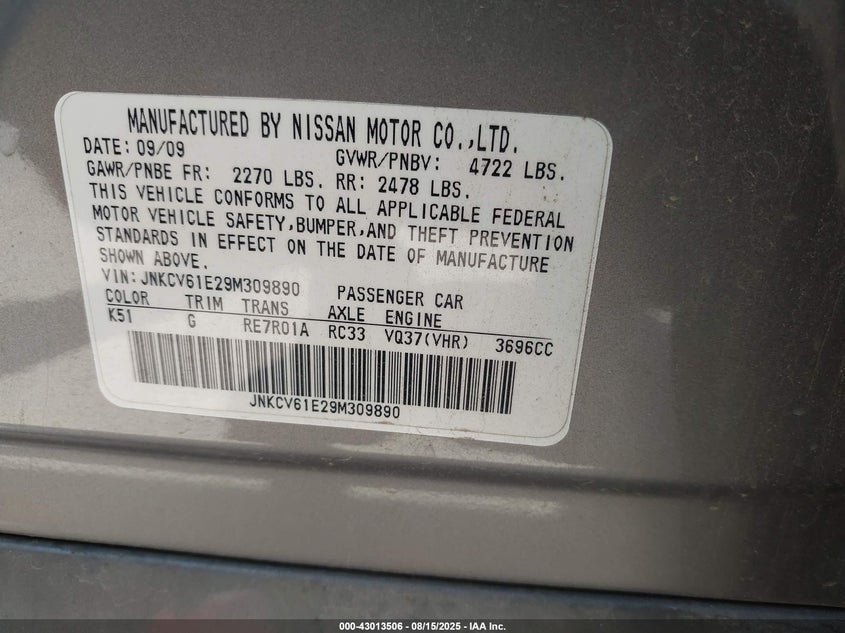 MANUFACTURED BY NISSAN MOTOR CO.,LTD.
DATE: 09/09 GVWR/PNBV: 4722 LBS.
GAWR/PNBE FR: 2270 LBS. RR: 2478 LBS.
THIS VEHICLE CONFORMS TO ALL APPLICABLE FEDERAL
MOTOR VEHICLE SAFETY,BUMPER,AND THEFT PREVENTION
STANDARDS IN EFFECT ON THE DATE OF MANUFACTURE
SHOWN ABOVE.
VIN:JNKCV61E29M309890 PASSENGER CAR
COLOR TRIM TRANS AXLE ENGINE
K51 G RE7R01A RC33 VQ37(VHR) 3696CC
JNKCV61E29M309890
000-43013506 - 08/15/2025 - IAA Inc.